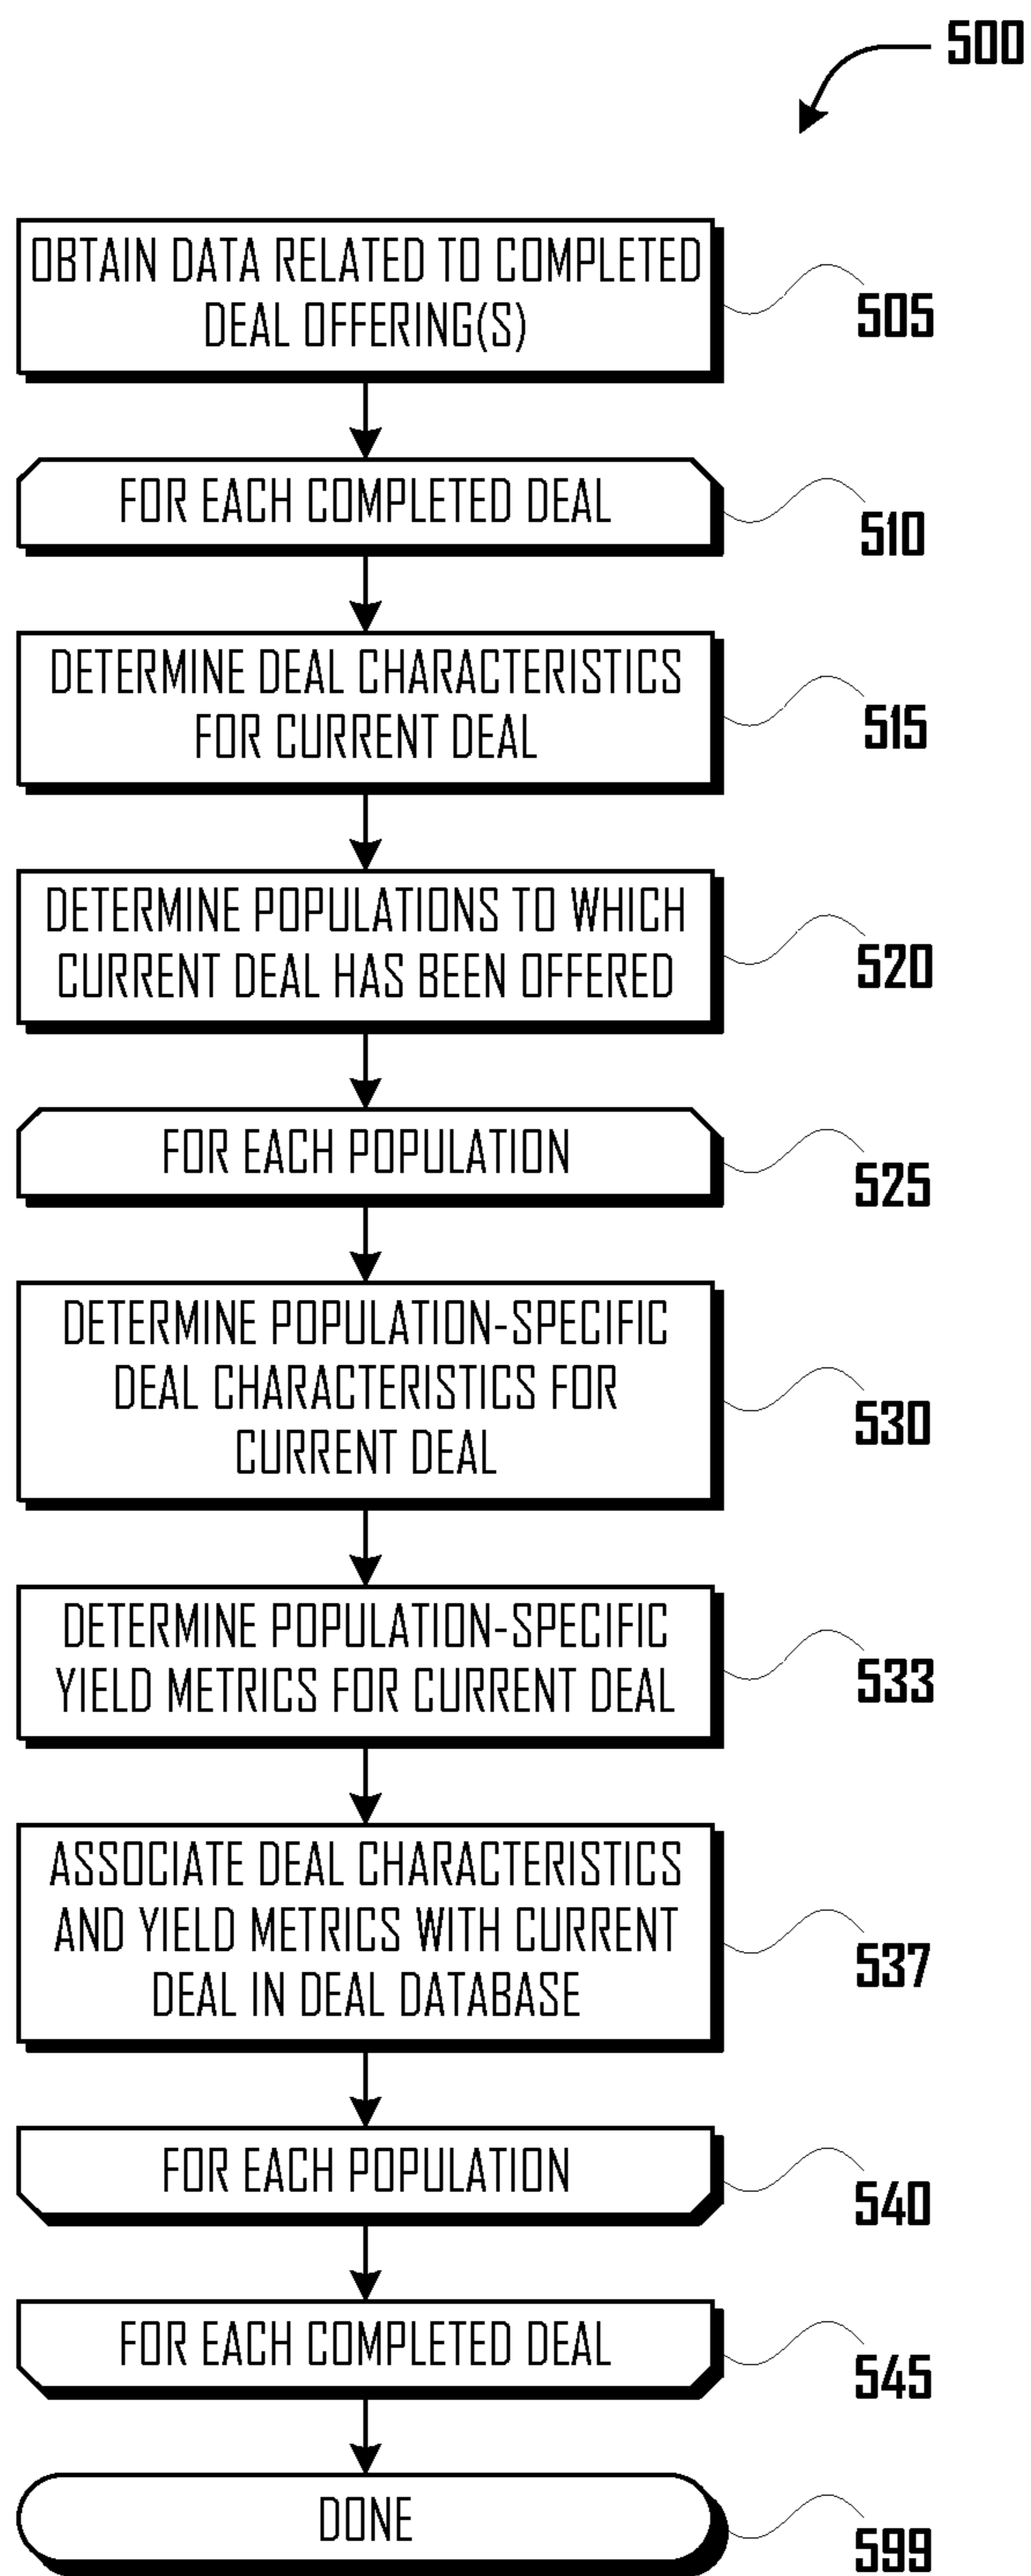 500
OBTAIN DATA RELATED TO COMPLETED
DEAL OFFERING(S)
505
FOR EACH COMPLETED DEAL
510
DETERMINE DEAL CHARACTERISTICS
FOR CURRENT DEAL
515
DETERMINE POPULATIONS TO WHICH
CURRENT DEAL HAS BEEN OFFERED
520
FOR EACH POPULATION
525
DETERMINE POPULATION-SPECIFIC
DEAL CHARACTERISTICS FOR
CURRENT DEAL
530
DETERMINE POPULATION-SPECIFIC
YIELD METRICS FOR CURRENT DEAL
533
ASSOCIATE DEAL CHARACTERISTICS
AND YIELD METRICS WITH CURRENT
DEAL IN DEAL DATABASE
537
FOR EACH POPULATION
540
FOR EACH COMPLETED DEAL
545
DONE
599